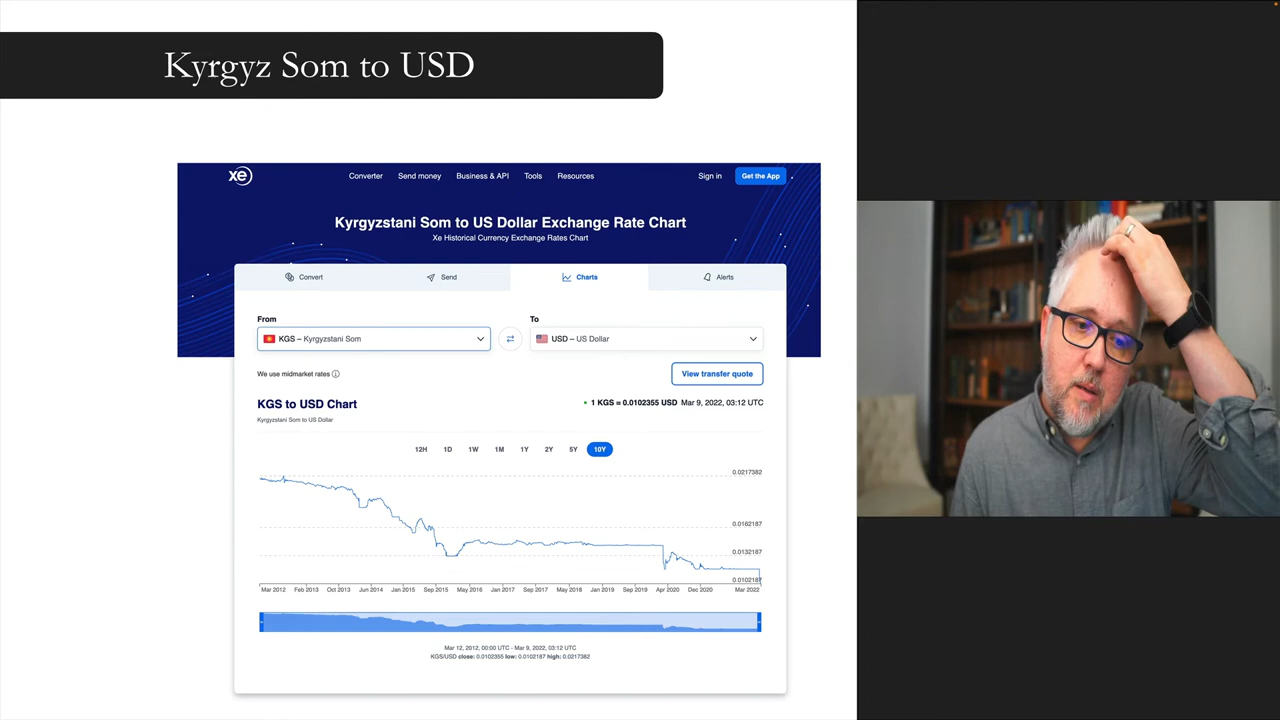 Kyrgyz Som to USD
xe
Converter Send money Business & API Tools Resources Sign in Get the App
Kyrgyzstani Som to US Dollar Exchange Rate Chart
Xe Historical Currency Exchange Rates Chart
Convert Send Charts Alerts
From To
KGS – Kyrgyzstani Som USD – US Dollar
We use midmarket rates View transfer quote
KGS to USD Chart 1 KGS = 0.0102355 USD Mar 9, 2022, 03:12 UTC
Kyrgyzstani Som to US Dollar
12H 1D 1W 1M 1Y 2Y 5Y 10Y
0.0217382
0.0162187
0.0132187
0.0102187
Mar 2012 Feb 2013 Oct 2013 Jun 2014 Jan 2015 Sep 2015 May 2016 Jan 2017 Sep 2017 May 2018 Jan 2019 Sep 2019 Apr 2020 Dec 2020 Mar 2022
Mar 12, 2012, 00:00 UTC - Mar 9, 2022, 03:12 UTC
KGS/USD close: 0.0102355 low: 0.0102187 high: 0.0217382